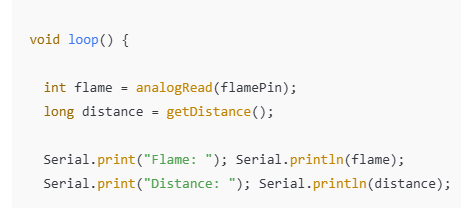 void loop() {
int flame = analogRead(flamePin);
long distance = getDistance();
Serial.print("Flame: "); Serial.println(flame);
Serial.print("Distance: "); Serial.println(distance);